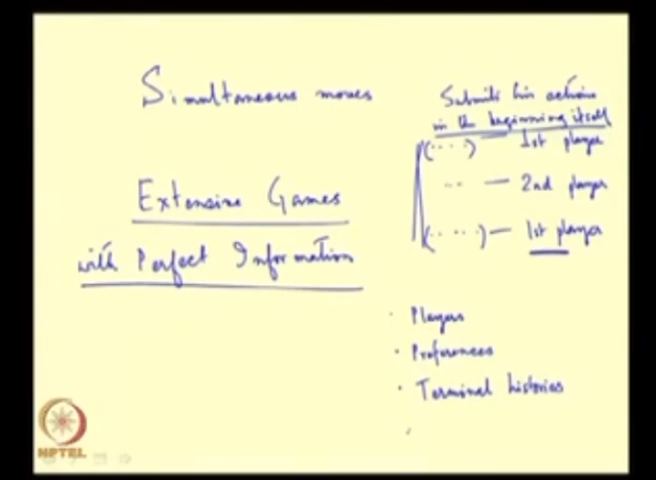 Simultaneous moves
Extensive Games
with Perfect Information
Submits his actions
in the beginning itself
(....) — 1st player
.. — 2nd player
(....) — 1st player
· Players
· Preferences
· Terminal histories
NPTEL